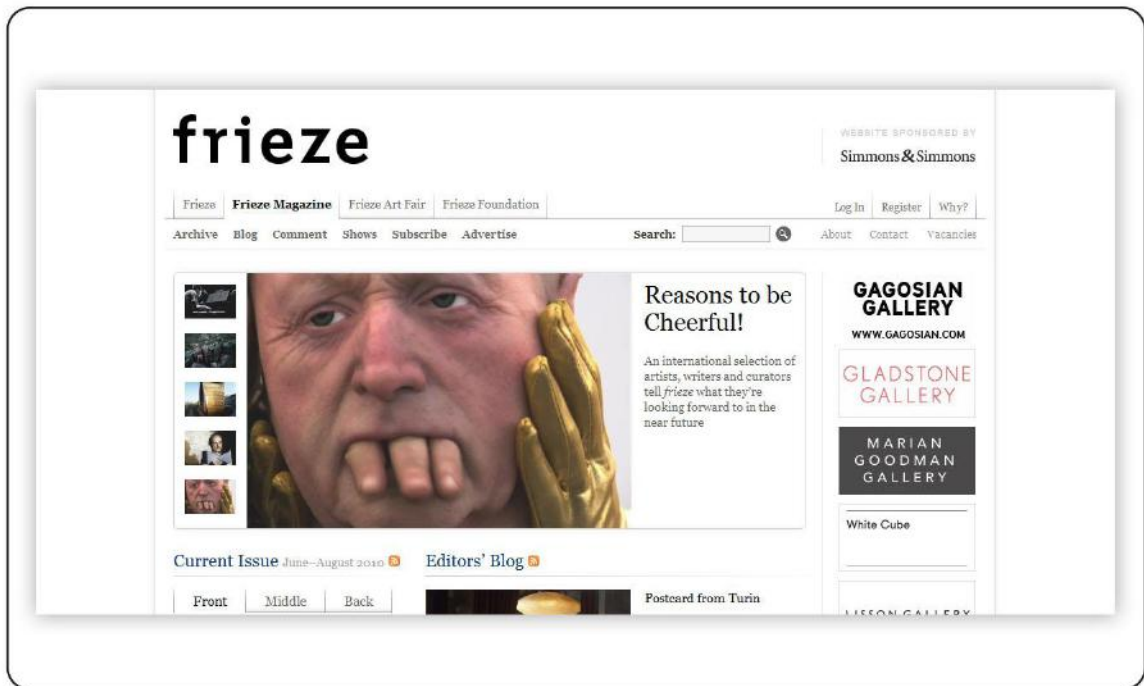 frieze
WEBSITE SPONSORED BY
Simmons & Simmons
Frieze Frieze Magazine Frieze Art Fair Frieze Foundation
Log In Register Why?
Archive Blog Comment Shows Subscribe Advertise
Search:
About Contact Vacancies
Reasons to be
Cheerful!
An international selection of
artists, writers and curators
tell frieze what they're
looking forward to in the
near future
GAGOSIAN
GALLERY
WWW.GAGOSIAN.COM
GLADSTONE
GALLERY
MARIAN
GOODMAN
GALLERY
White Cube
LISSON GALLERY
Current Issue June–August 2010
Editors' Blog
Front Middle Back
Postcard from Turin